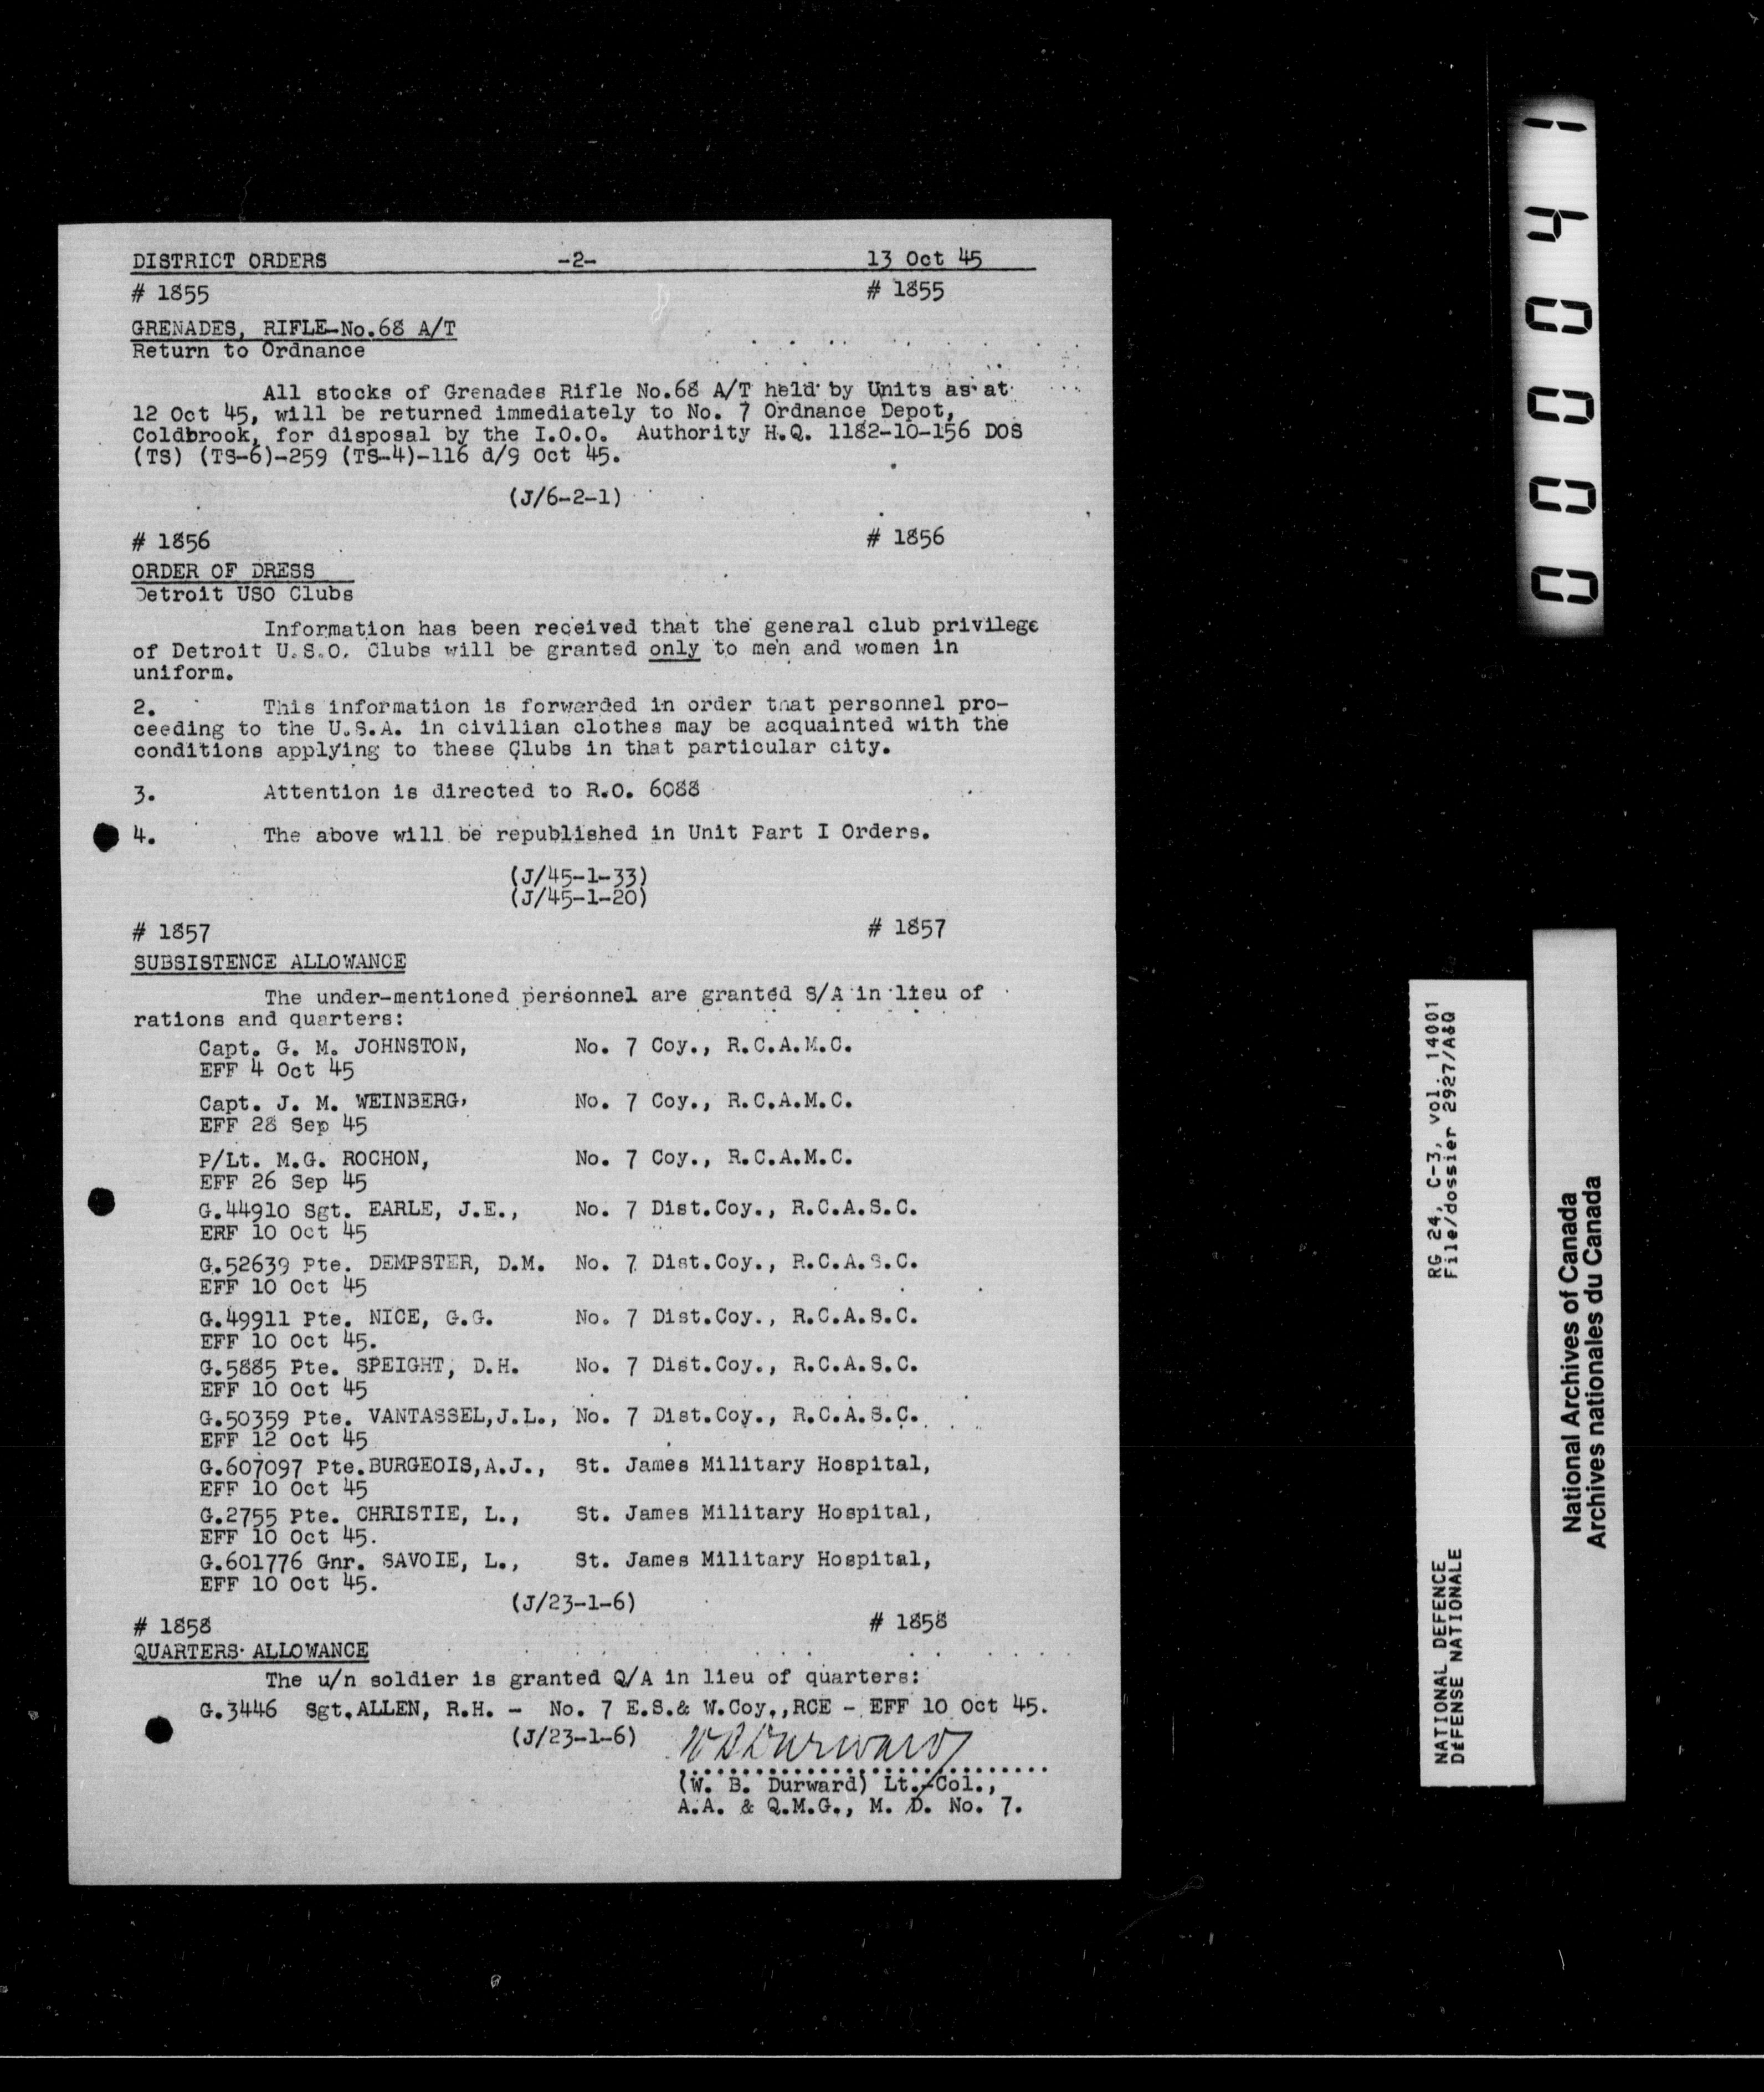 DISTRICT ORDERS -2- 13 Oct 45
# 1855 # 1855
GRENADES, RIFLE-No.68 A/T
Return to Ordnance
All stocks of Grenades Rifle No.68 A/T held by Units as at
12 Oct 45, will be returned immediately to No. 7 Ordnance Depot,
Coldbrook, for disposal by the I.O.O. Authority H.Q. 1182-10-156 DOS
(TS) (TS-6)-259 (TS-4)-116 d/9 Oct 45.
(J/6-2-1)
# 1856 # 1856
ORDER OF DRESS
Detroit USO Clubs
Information has been received that the general club privilege
of Detroit U.S.O. Clubs will be granted only to men and women in
uniform.
2. This information is forwarded in order that personnel pro-
ceeding to the U.S.A. in civilian clothes may be acquainted with the
conditions applying to these Clubs in that particular city.
3. Attention is directed to R.O. 6088
4. The above will be republished in Unit Part I Orders.
(J/45-1-33)
(J/45-1-20)
# 1857 # 1857
SUBSISTENCE ALLOWANCE
The under-mentioned personnel are granted S/A in lieu of
rations and quarters:
Capt. G. M. JOHNSTON, No. 7 Coy., R.C.A.M.C.
EFF 4 Oct 45
Capt. J. M. WEINBERG, No. 7 Coy., R.C.A.M.C.
EFF 28 Sep 45
P/Lt. M.G. ROCHON, No. 7 Coy., R.C.A.M.C.
EFF 26 Sep 45
G.44910 Sgt. EARLE, J.E., No. 7 Dist.Coy., R.C.A.S.C.
ERF 10 Oct 45
G.52639 Pte. DEMPSTER, D.M. No. 7 Dist.Coy., R.C.A.S.C.
EFF 10 Oct 45
G.49911 Pte. NICE, G.G. No. 7 Dist.Coy., R.C.A.S.C.
EFF 10 Oct 45.
G.5885 Pte. SPEIGHT, D.H. No. 7 Dist.Coy., R.C.A.S.C.
EFF 10 Oct 45
G.50359 Pte. VANTASSEL,J.L., No. 7 Dist.Coy., R.C.A.S.C.
EFF 12 Oct 45
G.607097 Pte.BURGEOIS,A.J., St. James Military Hospital,
EFF 10 Oct 45
G.2755 Pte. CHRISTIE, L., St. James Military Hospital,
EFF 10 Oct 45.
G.601776 Gnr. SAVOIE, L., St. James Military Hospital,
EFF 10 Oct 45.
(J/23-1-6)
# 1858 # 1858
QUARTERS ALLOWANCE
The u/n soldier is granted Q/A in lieu of quarters:
G.3446 Sgt.ALLEN, R.H. - No. 7 E.S.& W.Coy.,RCE - EFF 10 Oct 45.
(J/23-1-6) W B Durward
(W. B. Durward) Lt.-Col.,
A.A. & Q.M.G., M. D. No. 7.
000041
NATIONAL DEFENCE RG 24, C-3, vol. 14001
DÉFENSE NATIONALE File/dossier 2927/A&Q
National Archives of Canada
Archives nationales du Canada